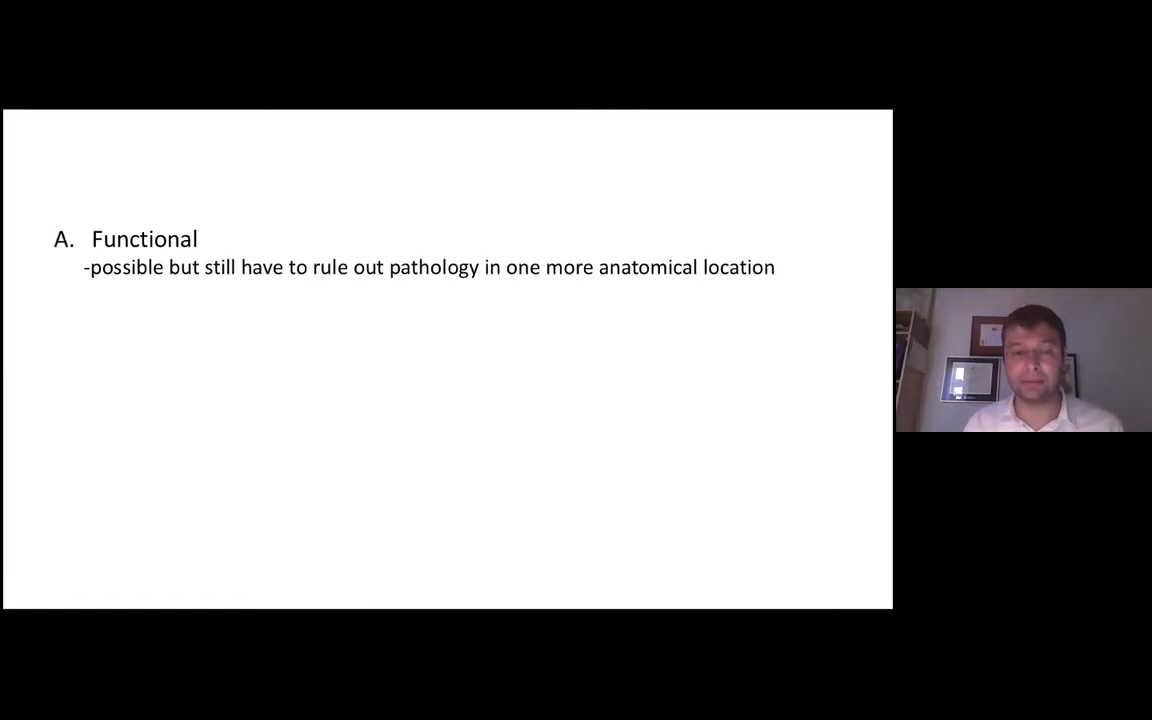 A. Functional
-possible but still have to rule out pathology in one more anatomical location